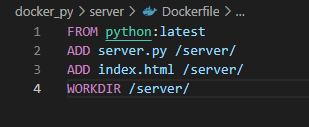 docker_py > server > Dockerfile > ...
1 FROM python:latest
2 ADD server.py /server/
3 ADD index.html /server/
4 WORKDIR /server/